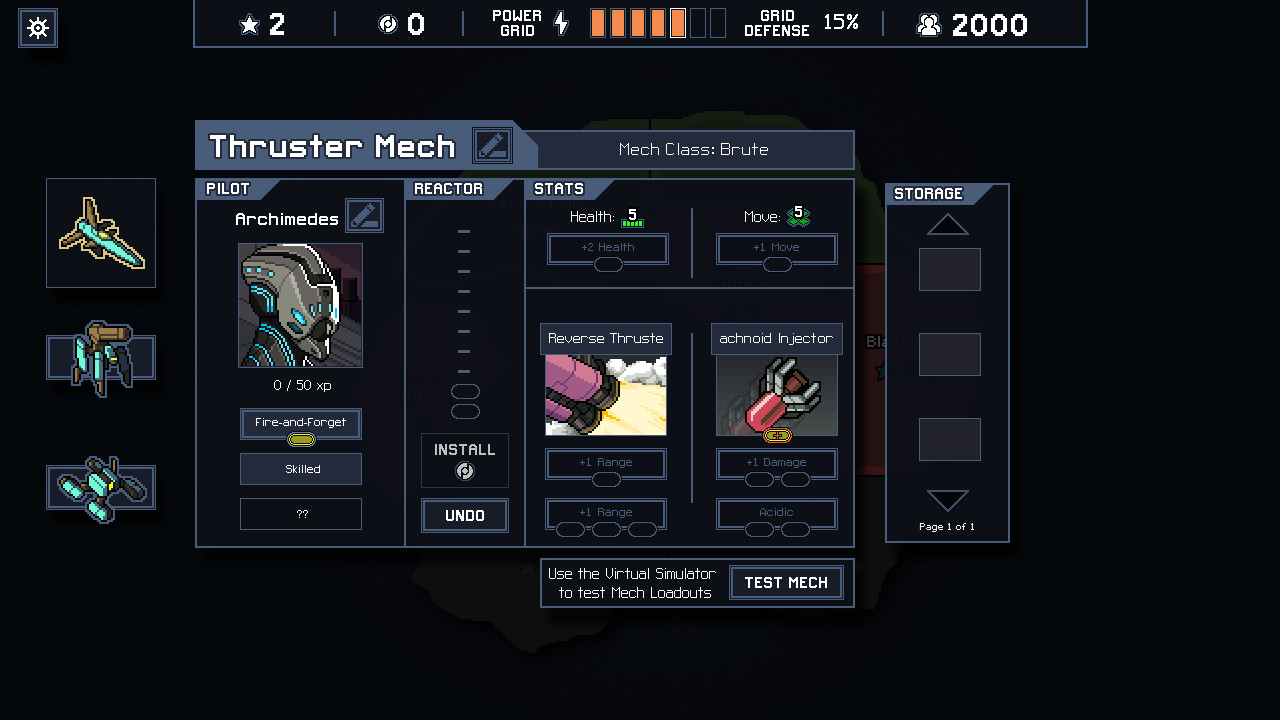 2
0
POWER GRID
GRID DEFENSE
15%
2000
Thruster Mech
Mech Class: Brute
PILOT
REACTOR
STATS
STORAGE
Archimedes
Health: 5
Move: 5
+2 Health
+1 Move
Reverse Thruste
achnoid Injector
0 / 50 xp
Fire-and-Forget
Skilled
??
INSTALL
UNDO
+1 Range
+1 Damage
+1 Range
Acidic
Page 1 of 1
Use the Virtual Simulator
to test Mech Loadouts
TEST MECH